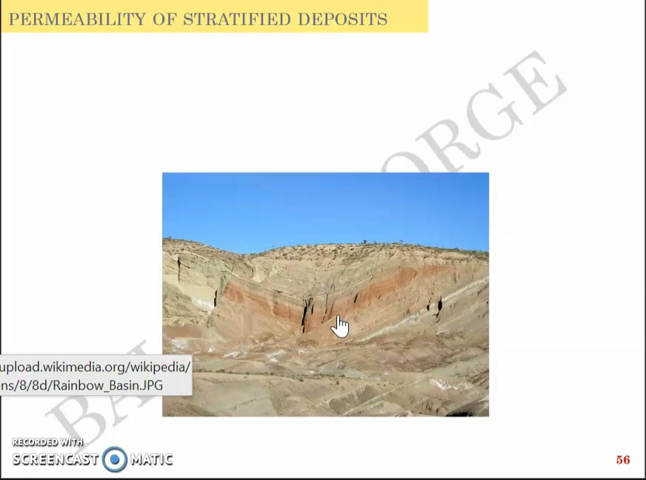 PERMEABILITY OF STRATIFIED DEPOSITS
upload.wikimedia.org/wikipedia/
ns/8/8d/Rainbow_Basin.JPG
RECORDED WITH
SCREENCAST MATIC
56